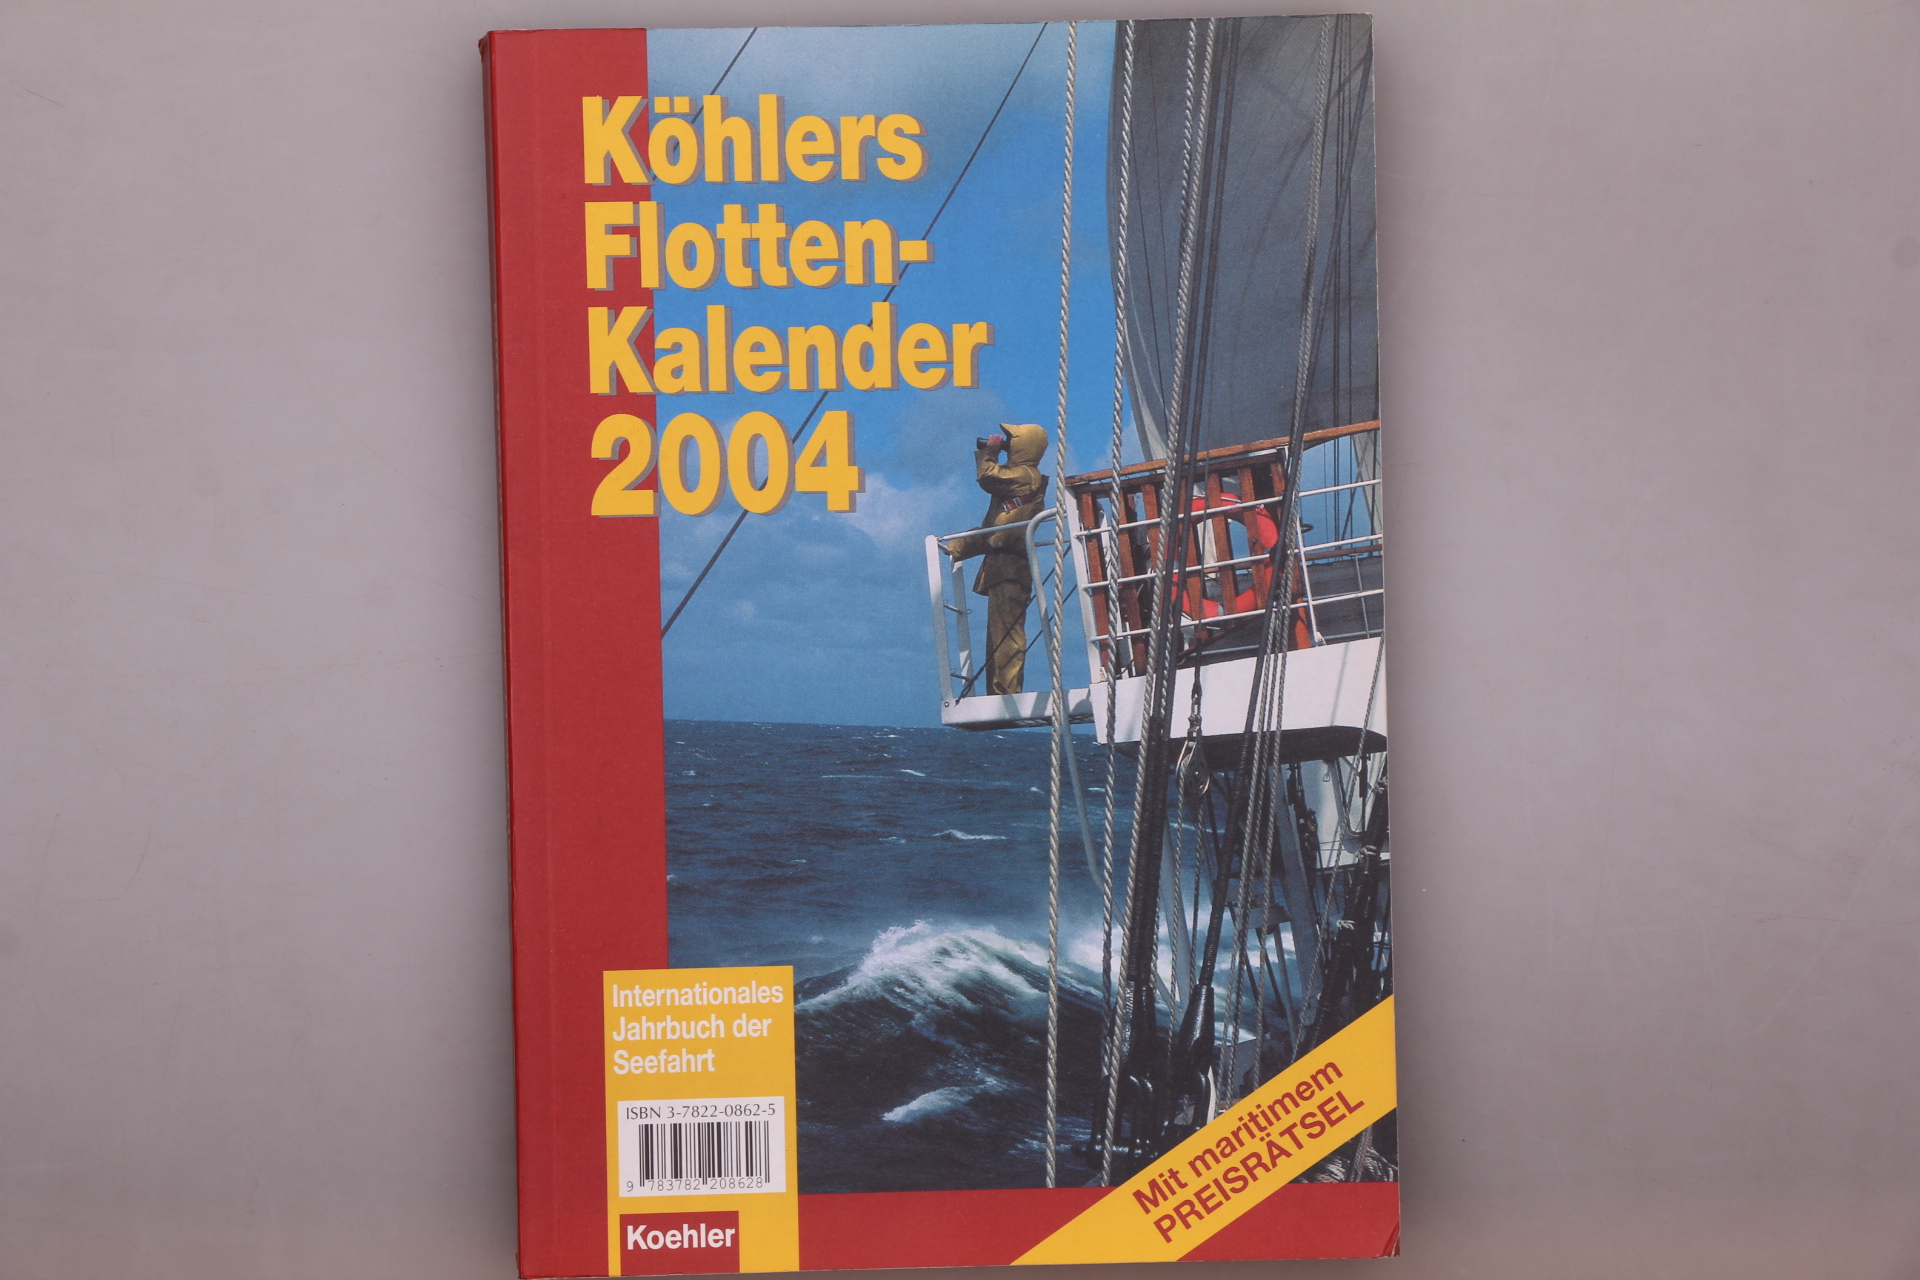 Köhlers
Flotten-
Kalender
2004
Internationales
Jahrbuch der
Seefahrt
ISBN 3-7822-0862-5
9 783782 208628
Koehler
Mit maritimem
PREISRÄTSEL